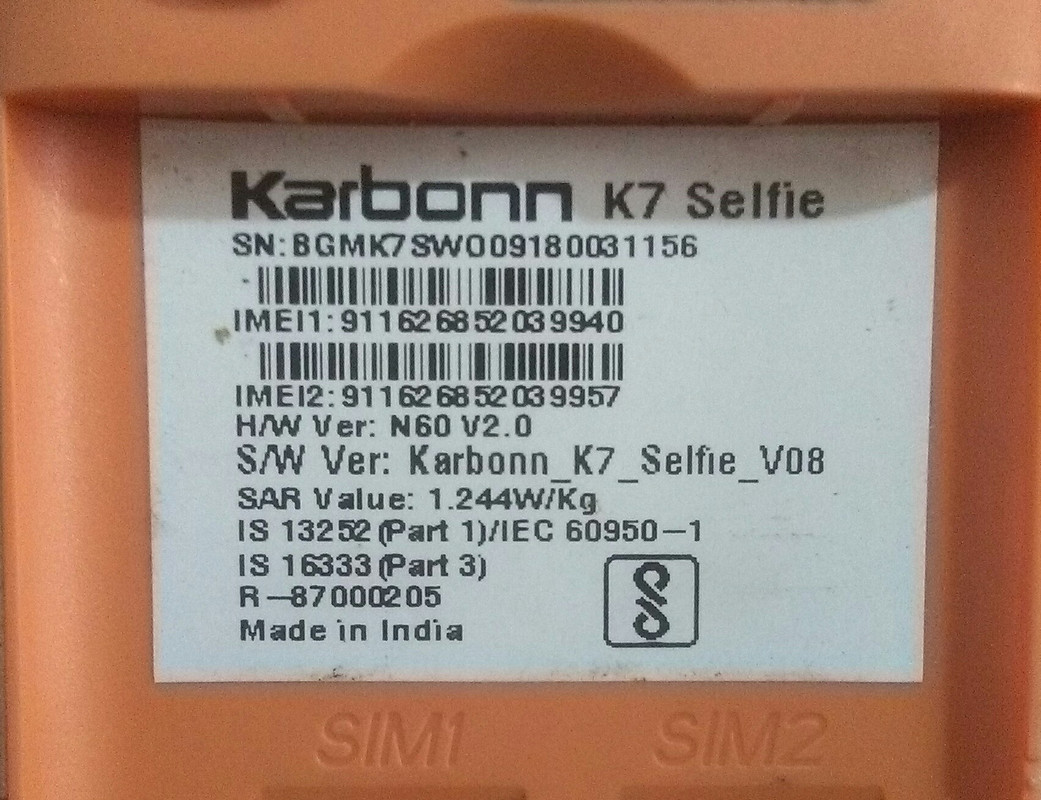 Karbonn K7 Selfie
SN:BGMK7SW009180031156
IMEI1:911626852039940
IMEI2:911626852039957
H/W Ver: N60 V2.0
S/W Ver: Karbonn_K7_Selfie_V08
SAR Value: 1.244W/Kg
IS 13252 (Part 1)/IEC 60950-1
IS 16333 (Part 3)
R-87000205
Made in India
SIM1 SIM2